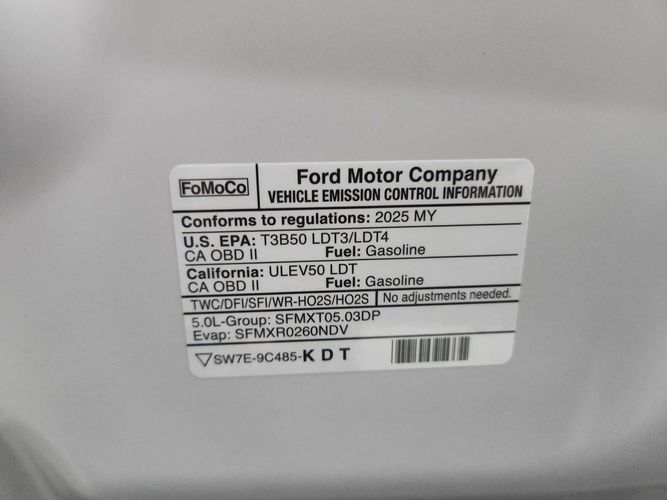 FoMoCo
Ford Motor Company
VEHICLE EMISSION CONTROL INFORMATION
Conforms to regulations: 2025 MY
U.S. EPA: T3B50 LDT3/LDT4
CA OBD II Fuel: Gasoline
California: ULEV50 LDT
CA OBD II Fuel: Gasoline
TWC/DFI/SFI/WR-HO2S/HO2S No adjustments needed.
5.0L-Group: SFMXT05.03DP
Evap: SFMXR0260NDV
SW7E-9C485-K D T